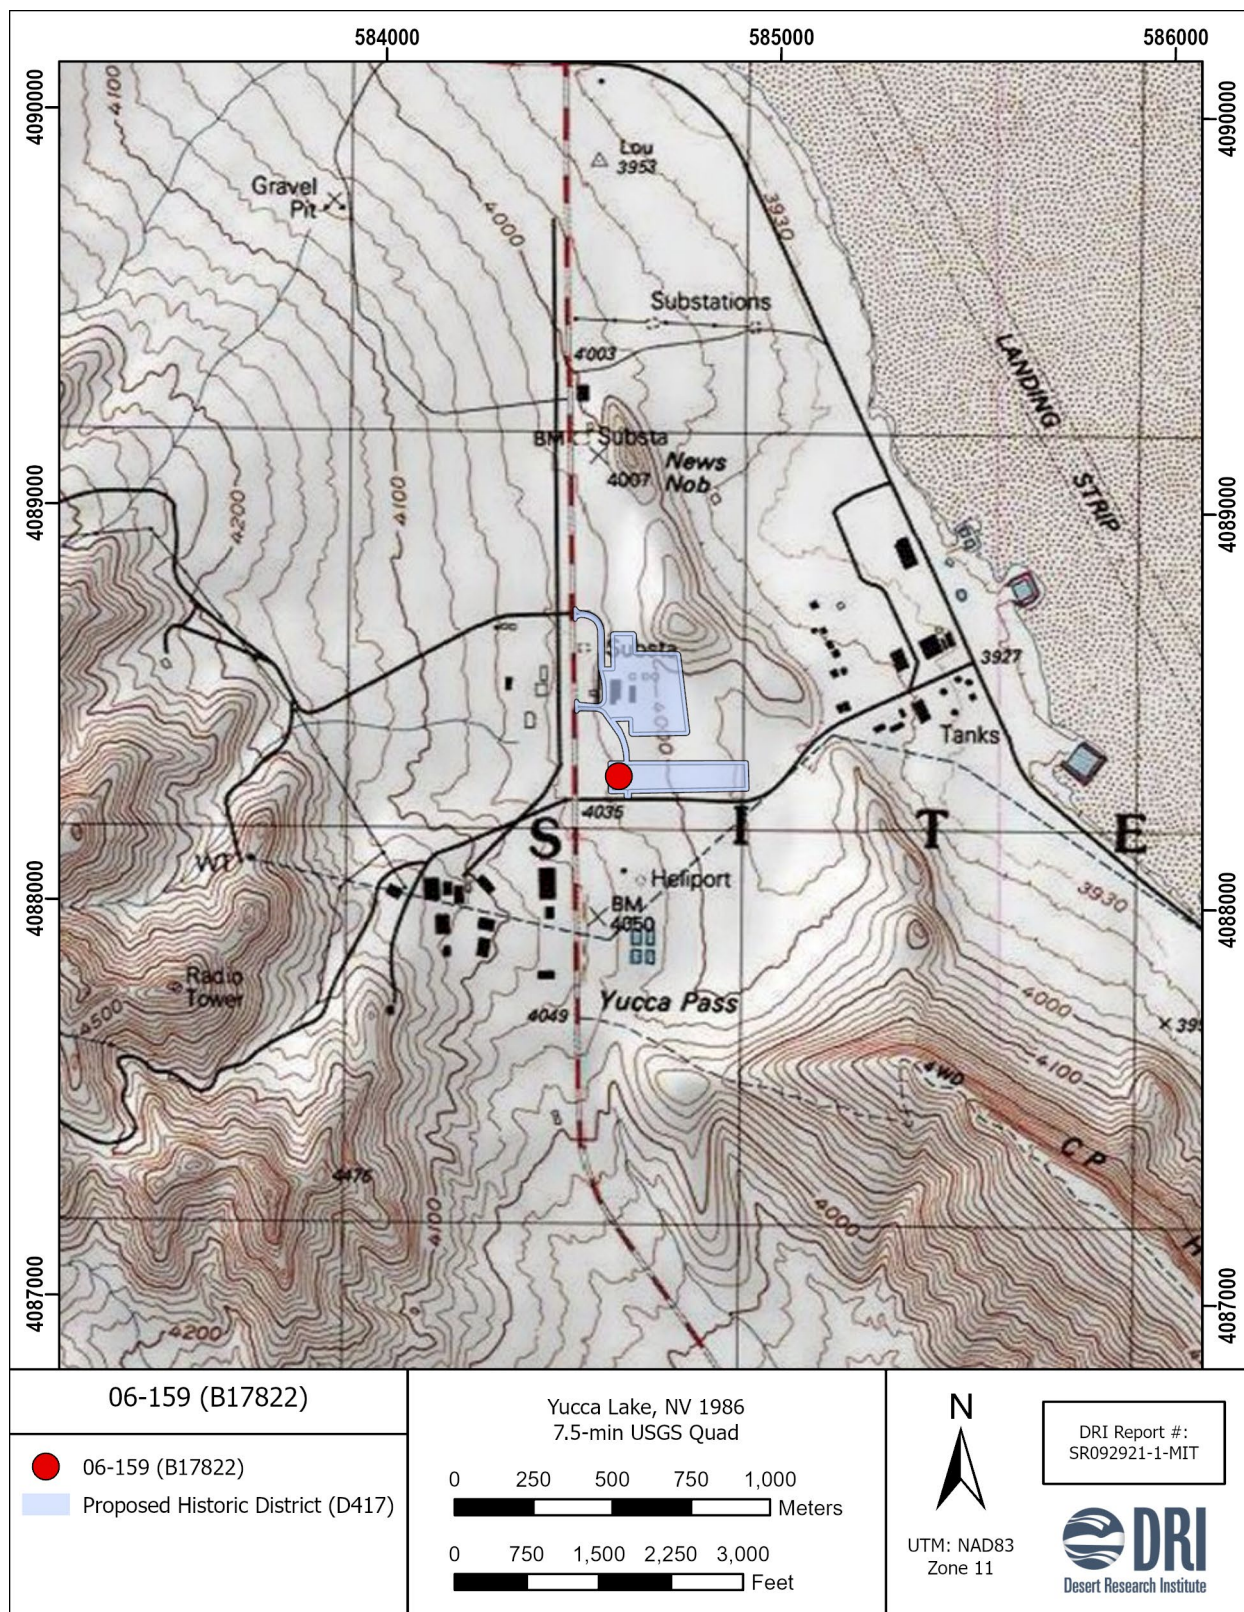 584000
585000
586000
4090000
4090000
4100
Lou
3953
Gravel
Pit
4000
3930
Substations
LANDING
STRIP
4003
BM
Substa
4007
News
Nob
4089000
4089000
4200
4100
Substa
3927
4000
Tanks
4035
S I T E
WT
Heliport
BM
4050
4088000
4088000
3930
Radio
Tower
4500
Yucca Pass
4049
4000
4100
4WD
C P
4476
4100
4000
H
4087000
4087000
4200
06-159 (B17822)
06-159 (B17822)
Proposed Historic District (D417)
Yucca Lake, NV 1986
7.5-min USGS Quad
0 250 500 750 1,000
Meters
0 750 1,500 2,250 3,000
Feet
N
UTM: NAD83
Zone 11
DRI Report #:
SR092921-1-MIT
DRI
Desert Research Institute